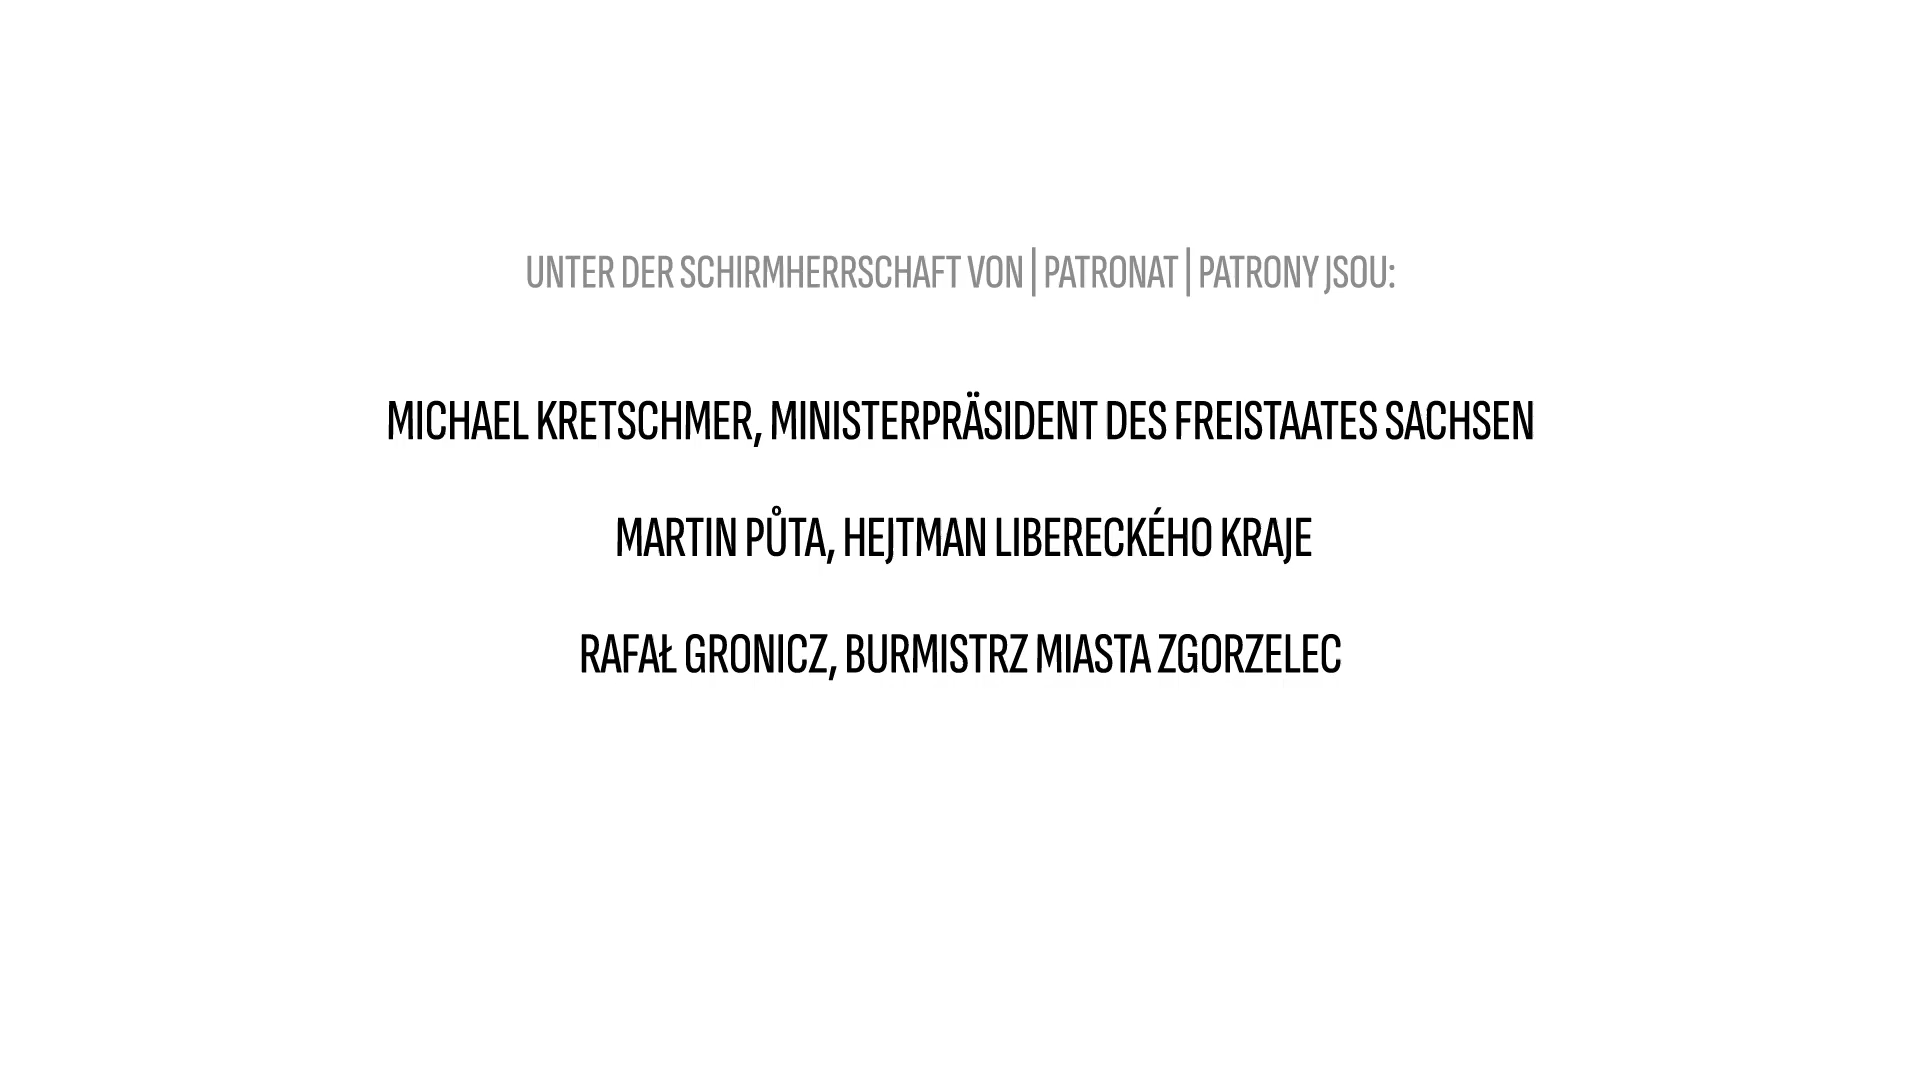 UNTER DER SCHIRMHERRSCHAFT VON | PATRONAT | PATRONY JSOU:
MICHAEL KRETSCHMER, MINISTERPRÄSIDENT DES FREISTAATES SACHSEN
MARTIN PŮTA, HEJTMAN LIBERECKÉHO KRAJE
RAFAŁ GRONICZ, BURMISTRZ MIASTA ZGORZELEC